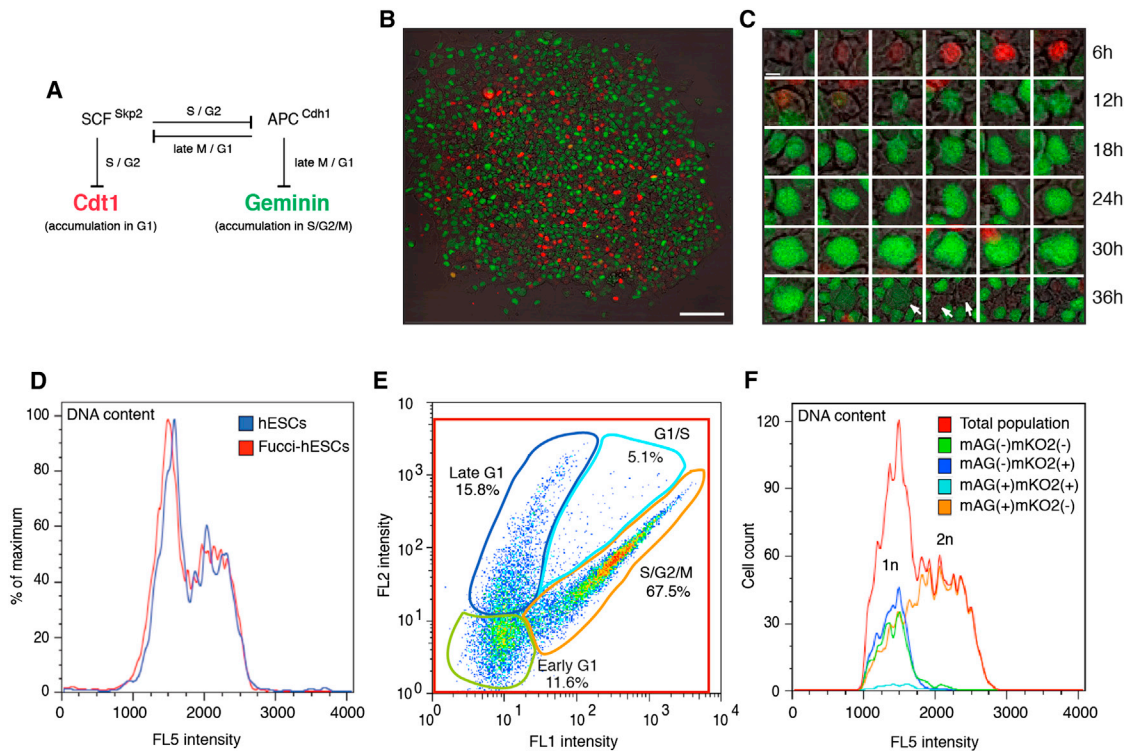 A
SCF Skp2
S / G2
APC Cdh1
late M / G1
S / G2
late M / G1
Cdt1
Geminin
(accumulation in G1)
(accumulation in S/G2/M)
B
C
6h
12h
18h
24h
30h
36h
D
DNA content
hESCs
Fucci-hESCs
% of maximum
100
80
60
40
20
0
0 1000 2000 3000 4000
FL5 intensity
E
10
10³
10²
10¹
10⁰
FL2 intensity
Late G1
15.8%
G1/S
5.1%
S/G2/M
67.5%
Early G1
11.6%
10⁰ 10¹ 10² 10³ 10⁴
FL1 intensity
F
DNA content
Total population
mAG(-)mKO2(-)
mAG(-)mKO2(+)
mAG(+)mKO2(+)
mAG(+)mKO2(-)
Cell count
120
90
60
30
0
1n
2n
0 1000 2000 3000 4000
FL5 intensity